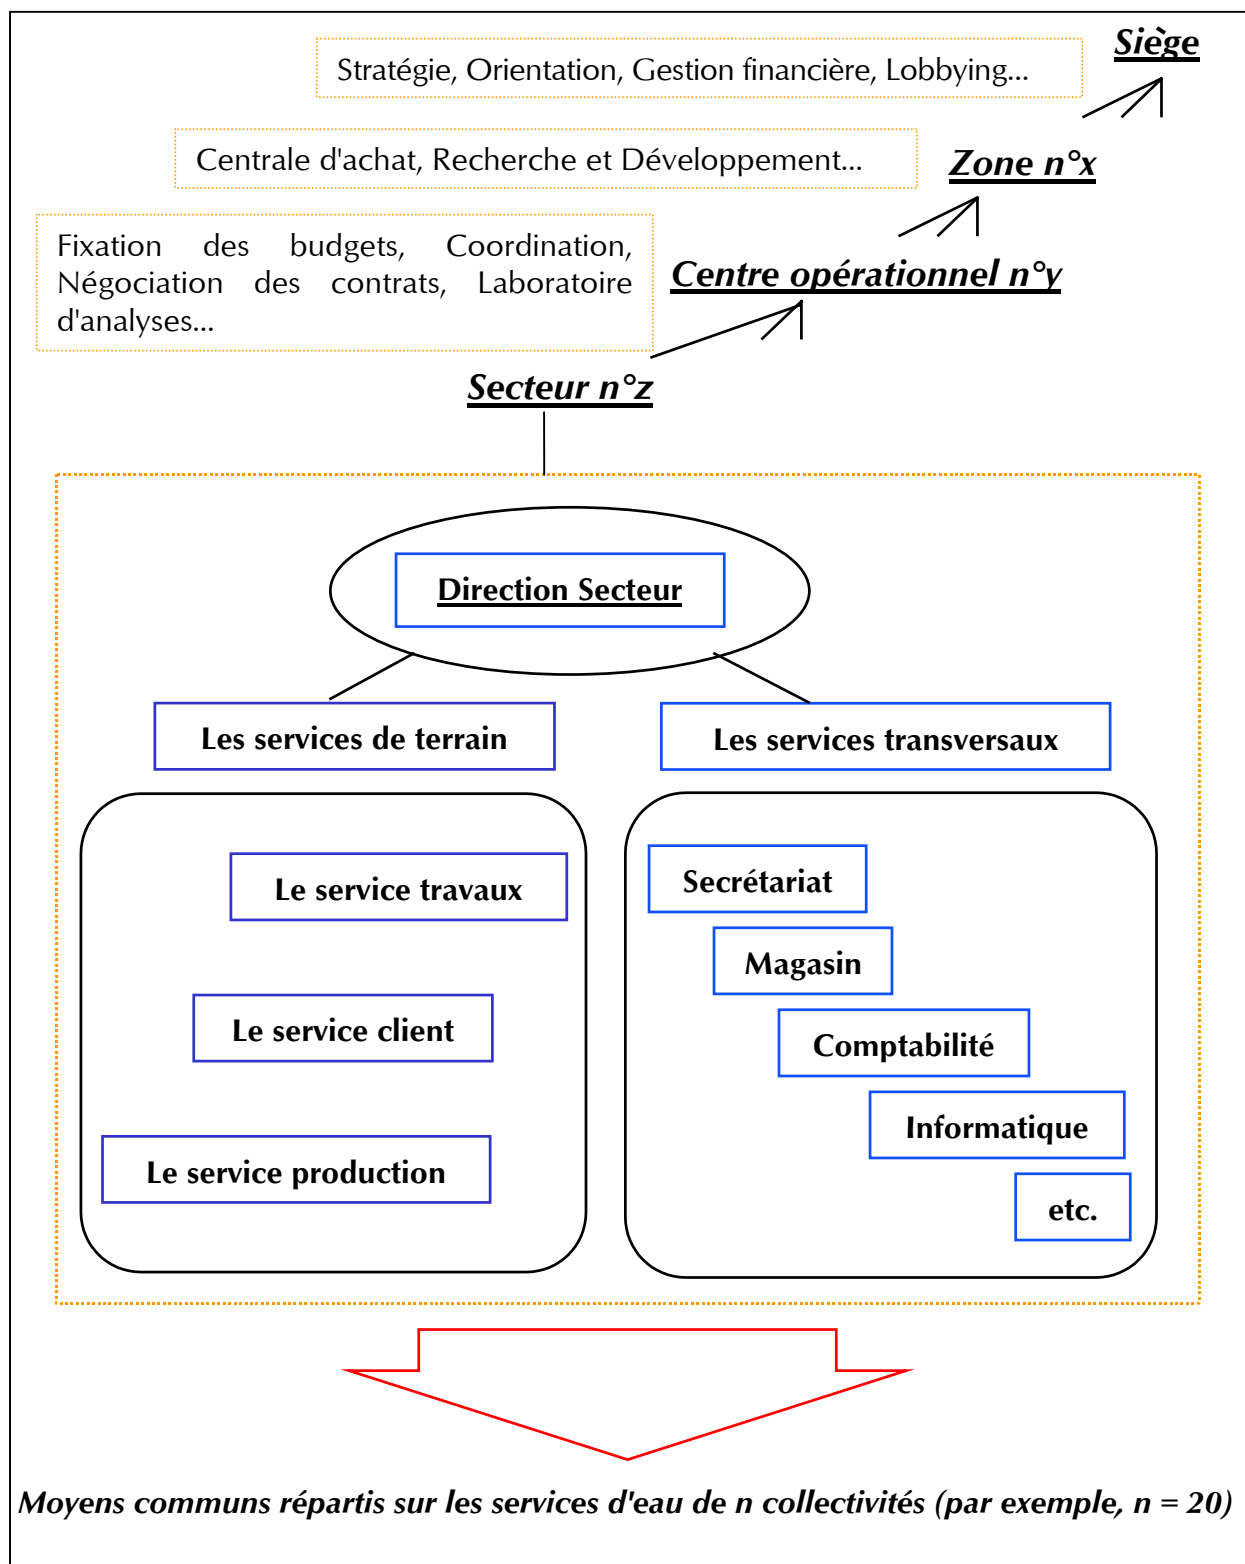 Siège
Stratégie, Orientation, Gestion financière, Lobbying...
Centrale d'achat, Recherche et Développement...
Zone n°x
Fixation des budgets, Coordination,
Négociation des contrats, Laboratoire
d'analyses...
Centre opérationnel n°y
Secteur n°z
Direction Secteur
Les services de terrain
Les services transversaux
Le service travaux
Le service client
Le service production
Secrétariat
Magasin
Comptabilité
Informatique
etc.
Moyens communs répartis sur les services d'eau de n collectivités (par exemple, n = 20)